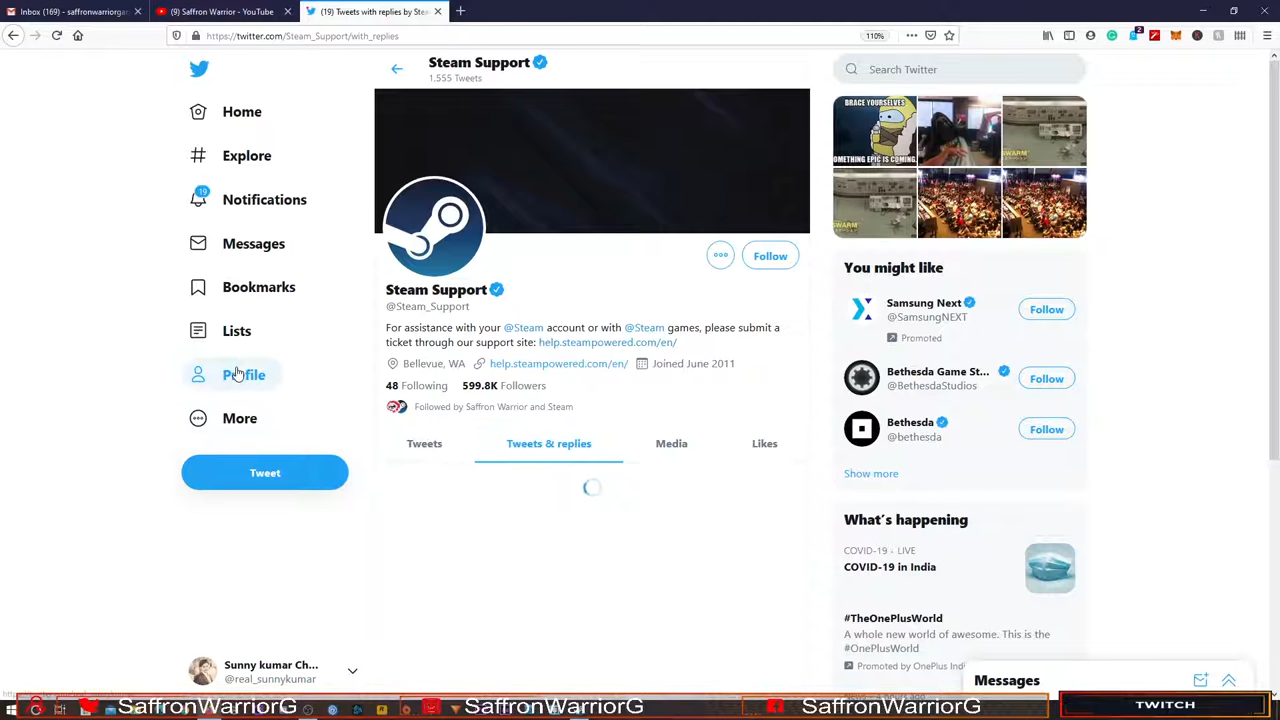 Inbox (169) - saffronwarriorga
(9) Saffron Warrior - YouTube
(19) Tweets with replies by Stea
https://twitter.com/Steam_Support/with_replies
110%
Home
Explore
19
Notifications
Messages
Bookmarks
Lists
Profile
More
Tweet
Sunny kumar Ch...
@real_sunnykumar
Steam Support
1,555 Tweets
Follow
Steam Support
@Steam_Support
For assistance with your @Steam account or with @Steam games, please submit a
ticket through our support site: help.steampowered.com/en/
Bellevue, WA help.steampowered.com/en/ Joined June 2011
48 Following 599.8K Followers
Followed by Saffron Warrior and Steam
Tweets Tweets & replies Media Likes
Search Twitter
BRACE YOURSELVES
OMETHING EPIC IS COMING.
You might like
Samsung Next
@SamsungNEXT
Follow
Promoted
Bethesda Game St...
@BethesdaStudios
Follow
Bethesda
@bethesda
Follow
Show more
What's happening
COVID-19 · LIVE
COVID-19 in India
#TheOnePlusWorld
A whole new world of awesome. This is the
#OnePlusWorld
Promoted by OnePlus Indi
Messages
SaffronWarriorG SaffronWarriorG SaffronWarriorG TWITCH